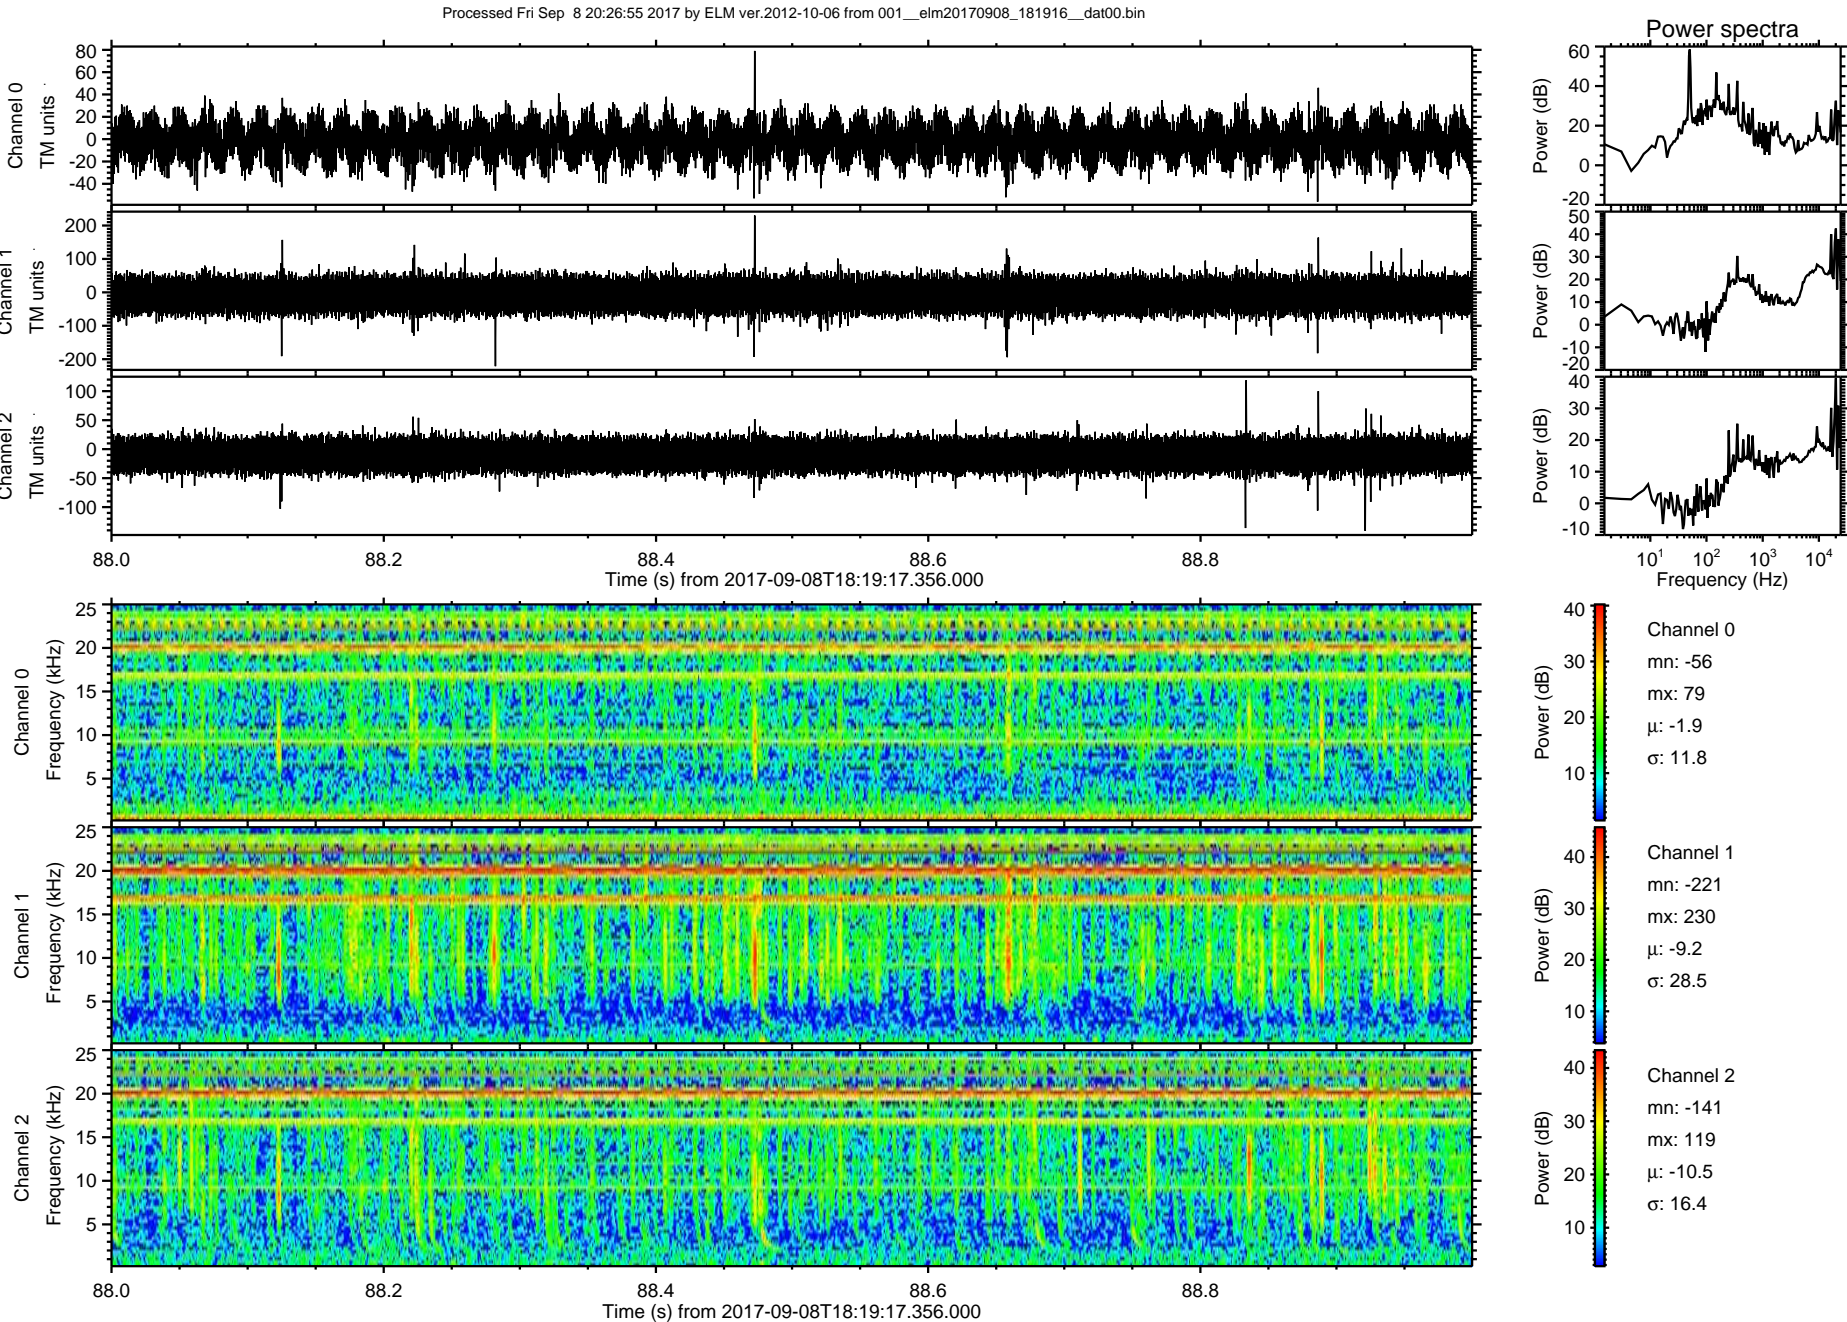 Processed Fri Sep  8 20:26:55 2017 by ELM ver.2012-10-06 from 001__elm20170908_181916__dat00.bin
Power spectra
Channel 0
TM units
80
60
40
20
0
-20
-40
Power (dB)
60
40
20
0
-20
Channel 1
TM units
200
100
0
-100
-200
Power (dB)
50
40
30
20
10
0
-10
-20
Channel 2
TM units
100
50
0
-50
-100
Power (dB)
40
30
20
10
0
-10
88.0 88.2 88.4 88.6 88.8
Time (s) from 2017-09-08T18:19:17.356.000
10^1 10^2 10^3 10^4
Frequency (Hz)
Channel 0
Frequency (kHz)
25
20
15
10
5
Power (dB)
40
30
20
10
Channel 0
mn: -56
mx: 79
μ: -1.9
σ: 11.8
Channel 1
Frequency (kHz)
25
20
15
10
5
Power (dB)
40
30
20
10
Channel 1
mn: -221
mx: 230
μ: -9.2
σ: 28.5
Channel 2
Frequency (kHz)
25
20
15
10
5
Power (dB)
40
30
20
10
Channel 2
mn: -141
mx: 119
μ: -10.5
σ: 16.4
88.0 88.2 88.4 88.6 88.8
Time (s) from 2017-09-08T18:19:17.356.000